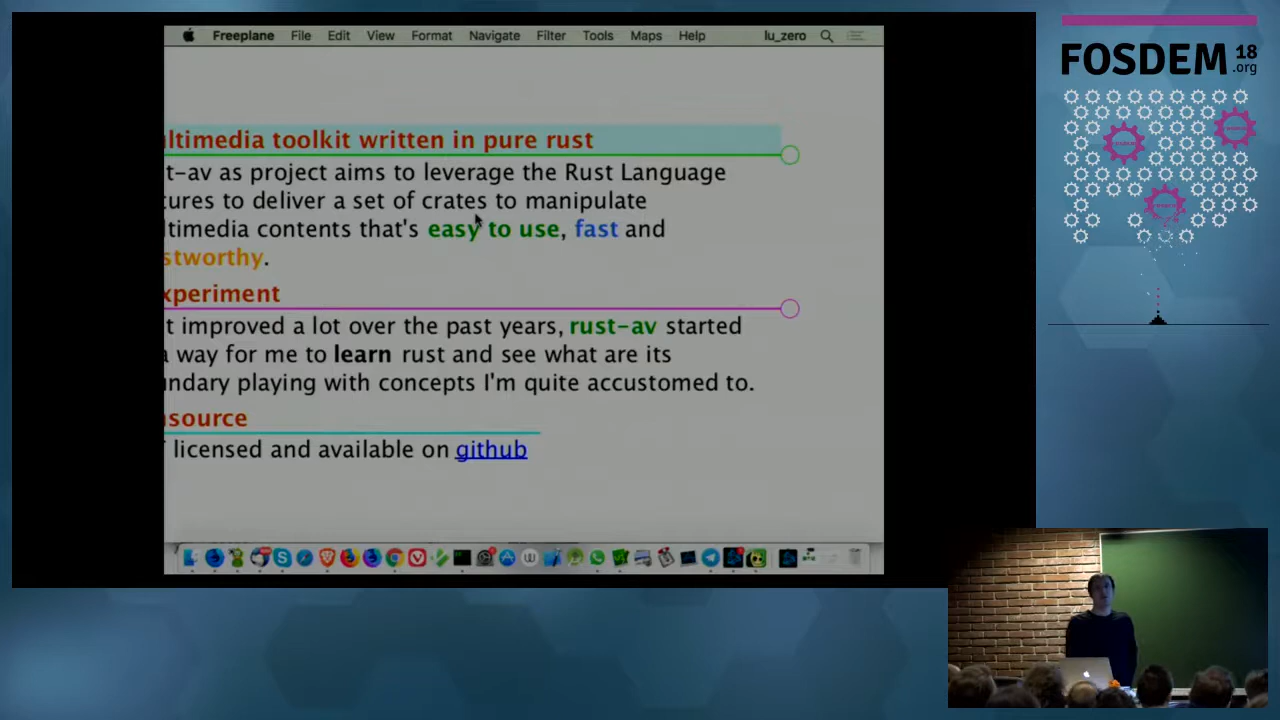 Freeplane File Edit View Format Navigate Filter Tools Maps Help lu_zero
ltimedia toolkit written in pure rust
t-av as project aims to leverage the Rust Language
tures to deliver a set of crates to manipulate
ltimedia contents that's easy to use, fast and
stworthy.
xperiment
t improved a lot over the past years, rust-av started
a way for me to learn rust and see what are its
undary playing with concepts I'm quite accustomed to.
nsource
licensed and available on github
FOSDEM 18
.org